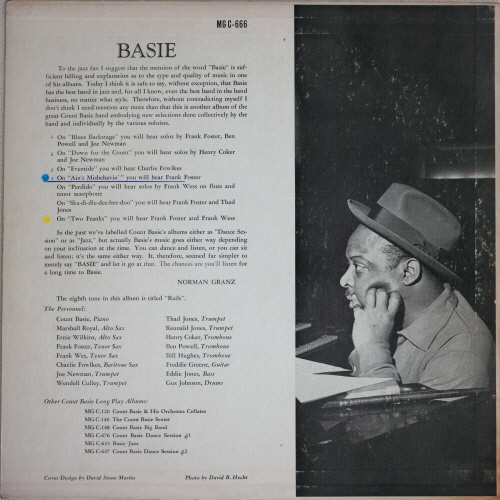 MG C-666
BASIE
To the jazz fan I suggest that the mention of the word "Basie" is suf-
ficient billing and explanation as to the type and quality of music in one
of his albums. Today I think it is safe to say, without exception, that Basie
has the best band in jazz and, for all I know, even the best band in the band
business, no matter what style. Therefore, without contradicting myself I
don't think I need mention any more than that this is another album of the
great Count Basie band embodying new selections done collectively by the
band and individually by the various soloists.
On "Blues Backstage" you will hear solos by Frank Foster, Ben
Powell and Joe Newman
On "Down for the Count" you will hear solos by Henry Coker
and Joe Newman
On "Eventide" you will hear Charlie Fowlkes
On "Ain't Misbehavin'" you will hear Frank Foster
On "Perdido" you will hear solos by Frank Wess on flute and
tenor saxophone
On "Ska-di-dle-dee-bee-doo" you will hear Frank Foster and Thad
Jones
On "Two Franks" you will hear Frank Foster and Frank Wess
In the past we've labelled Count Basie's albums either as "Dance Ses-
sion" or as "Jazz," but actually Basie's music goes either way depending
on your inclination at the time. You can dance and listen, or you can sit
and listen; it's the same either way. It, therefore, seemed far simpler to
merely say "BASIE" and let it go at that. The chances are you'll listen for
a long time to Basie.
NORMAN GRANZ
The eighth tune in this album is titled "Rails".
The Personnel:
Count Basie, Piano
Marshall Royal, Alto Sax
Ernie Wilkins, Alto Sax
Frank Foster, Tenor Sax
Frank Wes, Tenor Sax
Charlie Fowlkes, Baritone Sax
Joe Newman, Trumpet
Wendell Culley, Trumpet
Thad Jones, Trumpet
Reunald Jones, Trumpet
Henry Coker, Trombone
Ben Powell, Trombone
Bill Hughes, Trombone
Freddie Greene, Guitar
Eddie Jones, Bass
Gus Johnson, Drums
Other Count Basie Long Play Albums:
MG C-120 Count Basie & His Orchestra Collates
MG C-146 The Count Basie Sextet
MG C-148 Count Basie Big Band
MG C-626 Count Basie Dance Session #1
MG C-633 Basie Jazz
MG C-647 Count Basie Dance Session #2
Cover Design by David Stone Martin
Photo by David B. Hecht